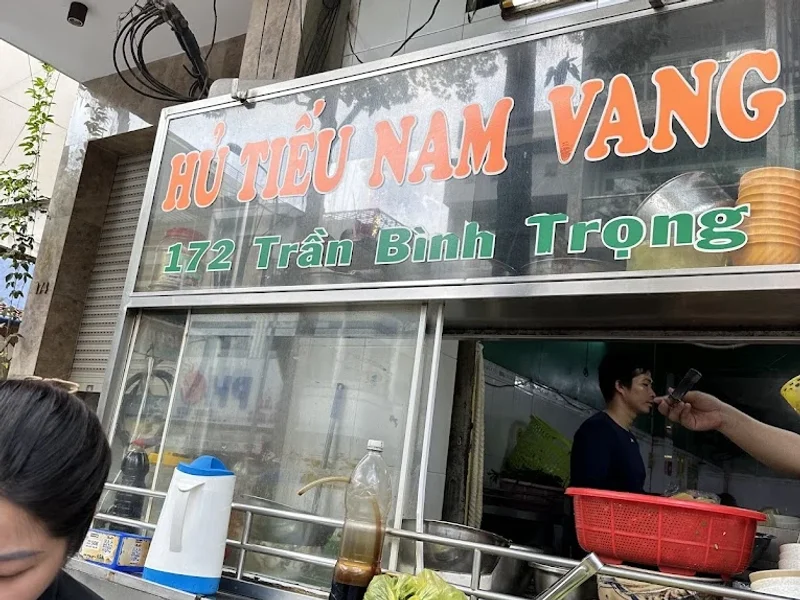 HỦ TIẾU NAM VANG
172 Trần Bình Trọng